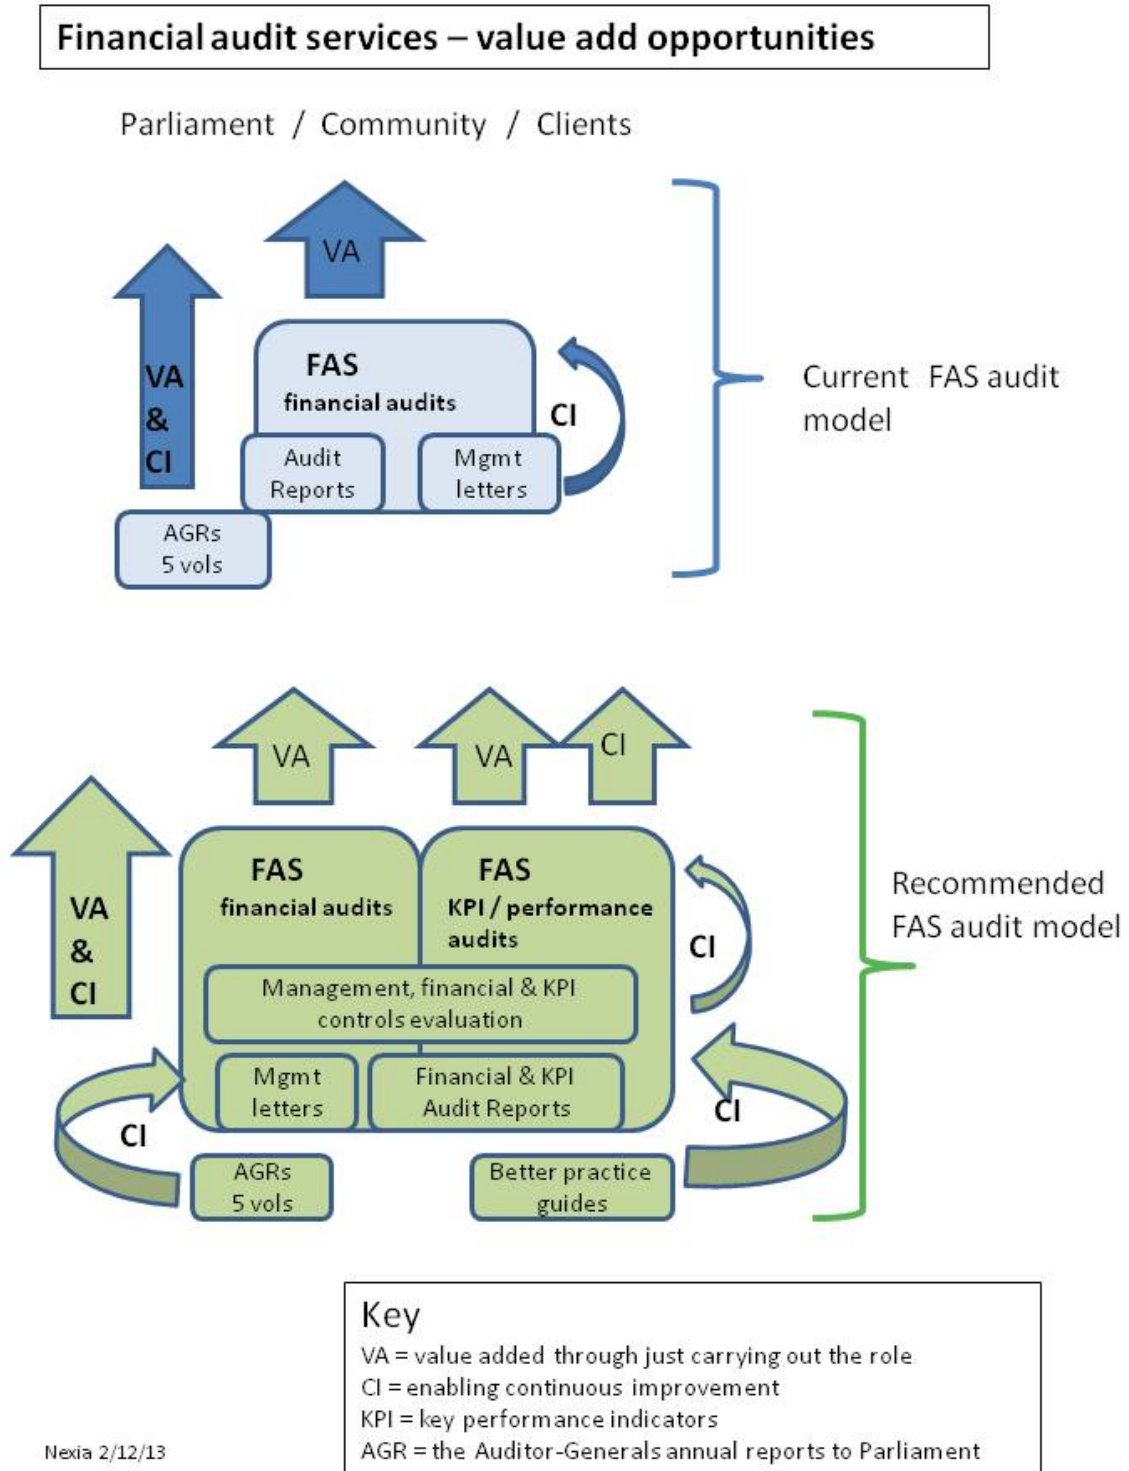 Financial audit services – value add opportunities
Parliament / Community / Clients
VA
VA
&
CI
FAS
financial audits
CI
Audit
Reports
Mgmt
letters
AGRs
5 vols
Current FAS audit
model
VA
VA
CI
VA
&
CI
FAS
financial audits
FAS
KPI / performance
audits
CI
Management, financial & KPI
controls evaluation
Mgmt
letters
Financial & KPI
Audit Reports
CI
CI
AGRs
5 vols
Better practice
guides
Recommended
FAS audit model
Key
VA = value added through just carrying out the role
CI = enabling continuous improvement
KPI = key performance indicators
AGR = the Auditor-Generals annual reports to Parliament
Nexia 2/12/13